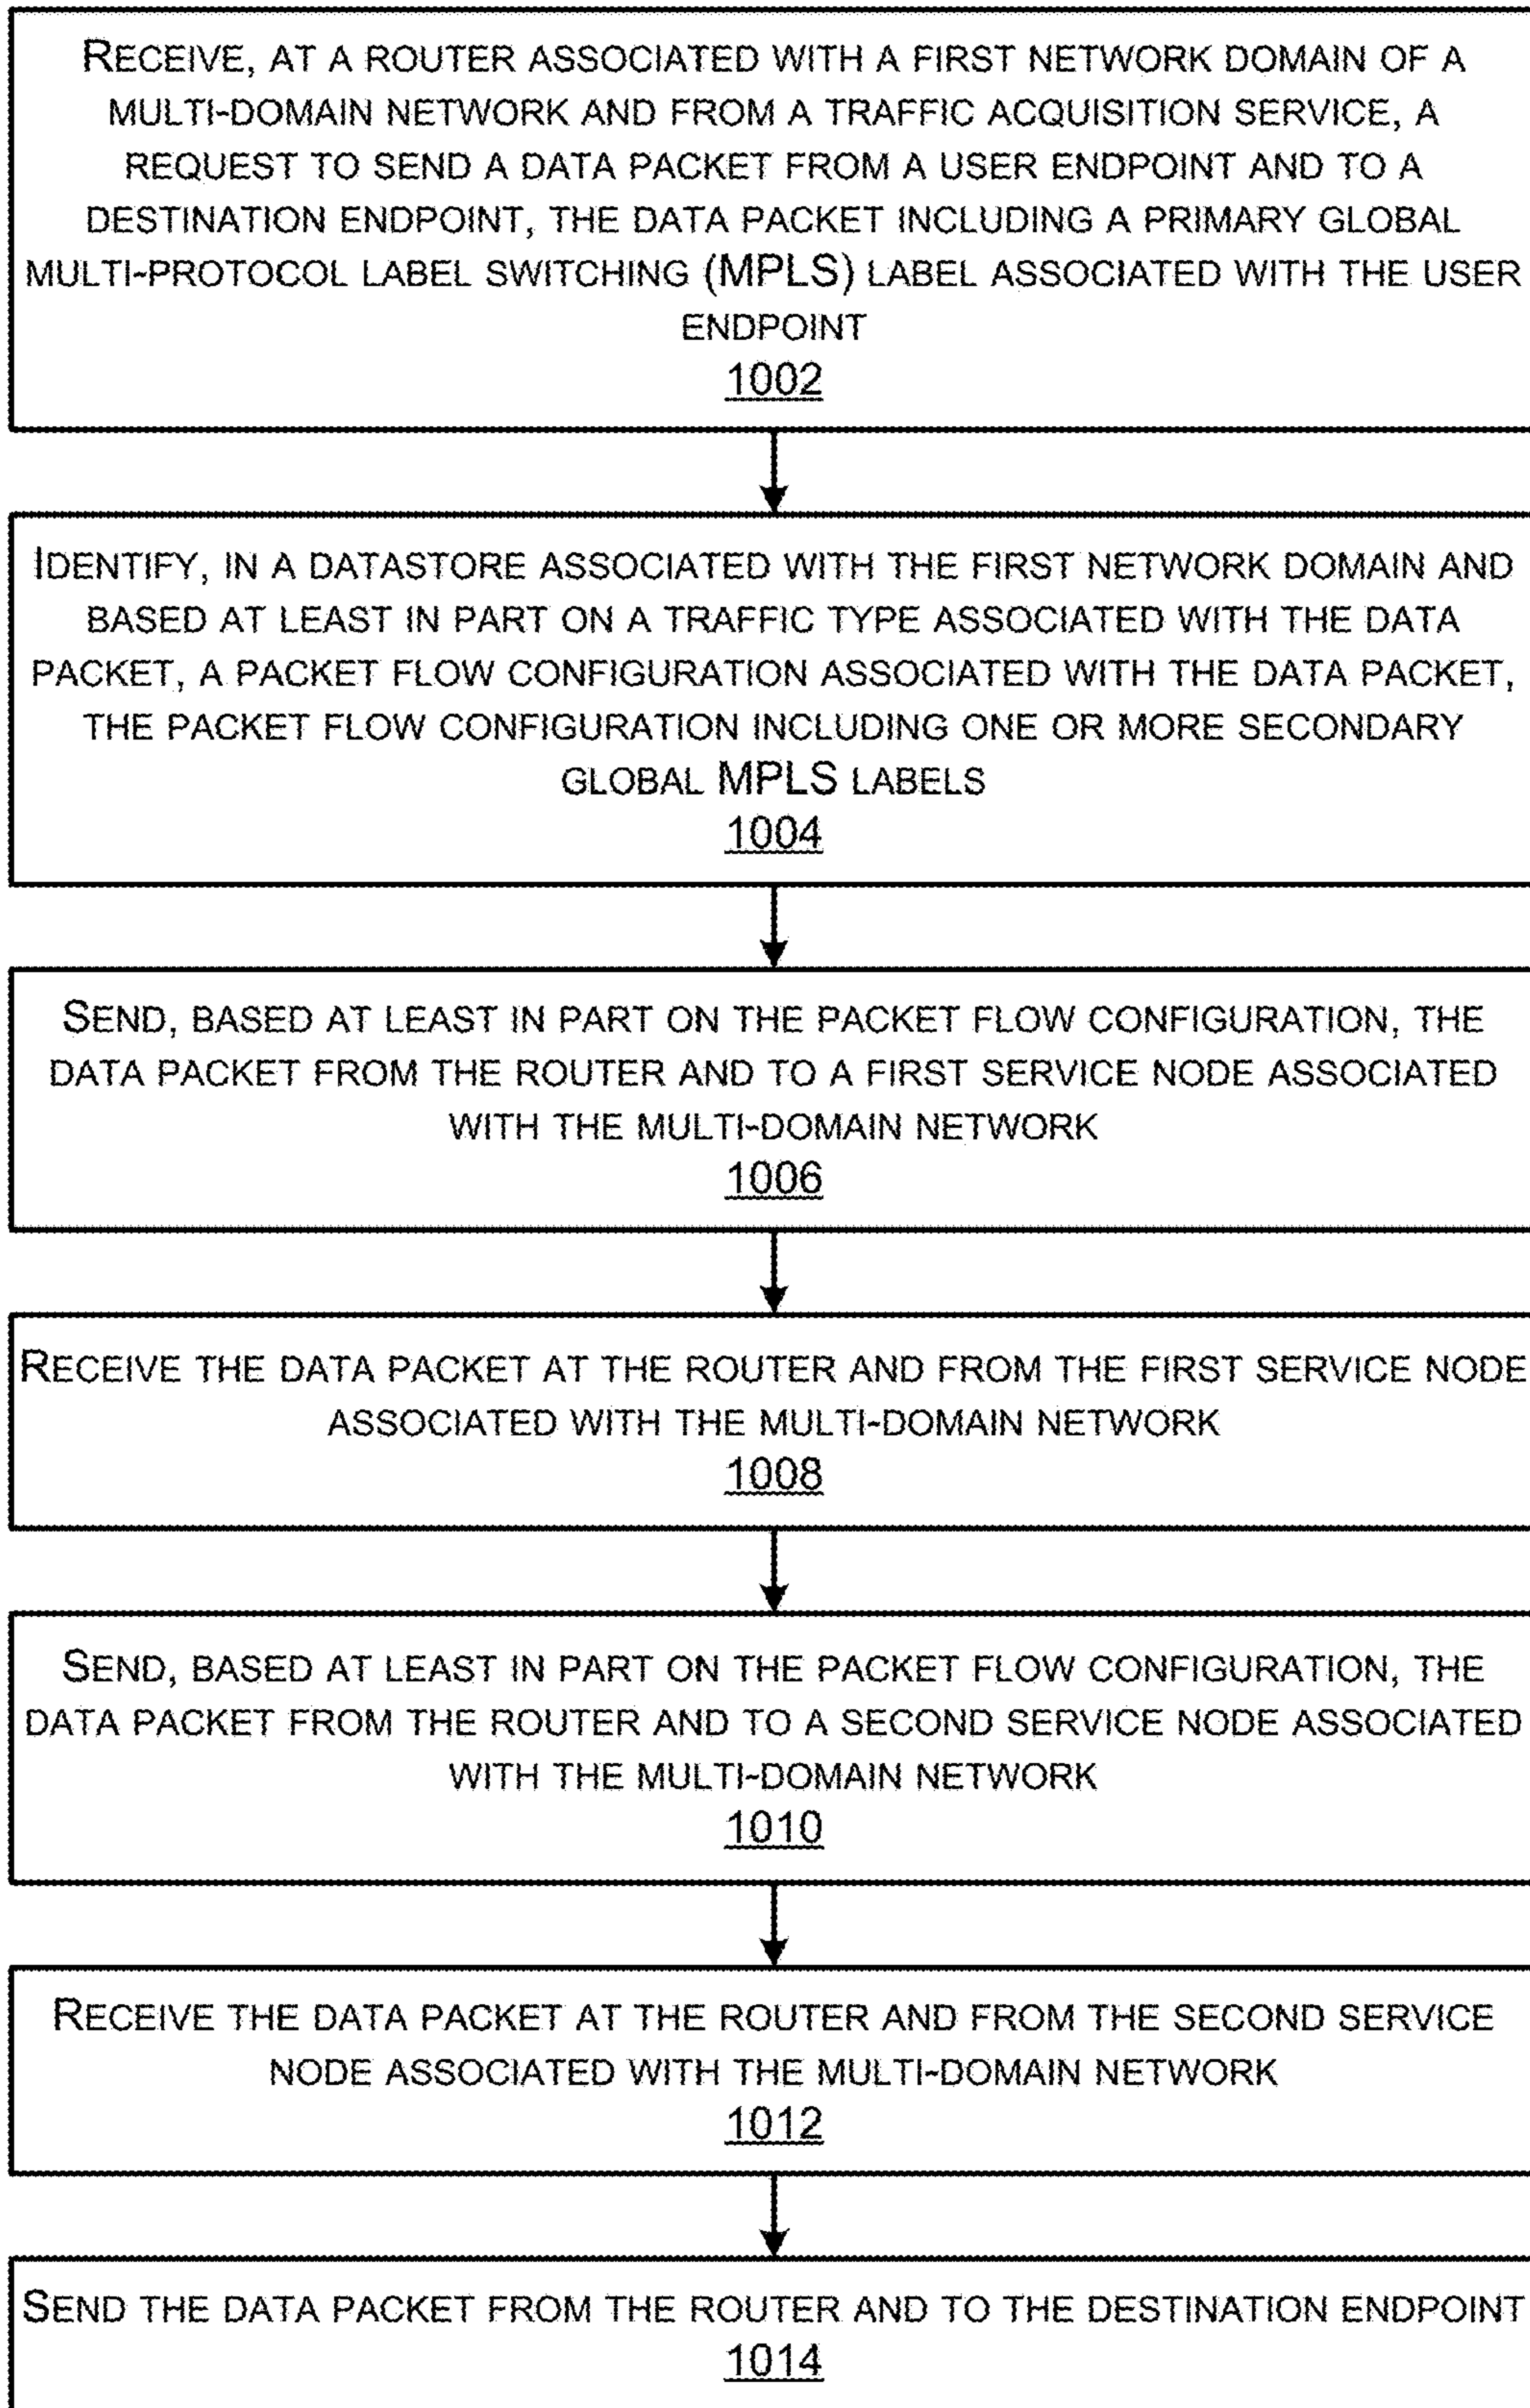 RECEIVE, AT A ROUTER ASSOCIATED WITH A FIRST NETWORK DOMAIN OF A
MULTI-DOMAIN NETWORK AND FROM A TRAFFIC ACQUISITION SERVICE, A
REQUEST TO SEND A DATA PACKET FROM A USER ENDPOINT AND TO A
DESTINATION ENDPOINT, THE DATA PACKET INCLUDING A PRIMARY GLOBAL
MULTI-PROTOCOL LABEL SWITCHING (MPLS) LABEL ASSOCIATED WITH THE USER
ENDPOINT
1002
IDENTIFY, IN A DATASTORE ASSOCIATED WITH THE FIRST NETWORK DOMAIN AND
BASED AT LEAST IN PART ON A TRAFFIC TYPE ASSOCIATED WITH THE DATA
PACKET, A PACKET FLOW CONFIGURATION ASSOCIATED WITH THE DATA PACKET,
THE PACKET FLOW CONFIGURATION INCLUDING ONE OR MORE SECONDARY
GLOBAL MPLS LABELS
1004
SEND, BASED AT LEAST IN PART ON THE PACKET FLOW CONFIGURATION, THE
DATA PACKET FROM THE ROUTER AND TO A FIRST SERVICE NODE ASSOCIATED
WITH THE MULTI-DOMAIN NETWORK
1006
RECEIVE THE DATA PACKET AT THE ROUTER AND FROM THE FIRST SERVICE NODE
ASSOCIATED WITH THE MULTI-DOMAIN NETWORK
1008
SEND, BASED AT LEAST IN PART ON THE PACKET FLOW CONFIGURATION, THE
DATA PACKET FROM THE ROUTER AND TO A SECOND SERVICE NODE ASSOCIATED
WITH THE MULTI-DOMAIN NETWORK
1010
RECEIVE THE DATA PACKET AT THE ROUTER AND FROM THE SECOND SERVICE
NODE ASSOCIATED WITH THE MULTI-DOMAIN NETWORK
1012
SEND THE DATA PACKET FROM THE ROUTER AND TO THE DESTINATION ENDPOINT
1014